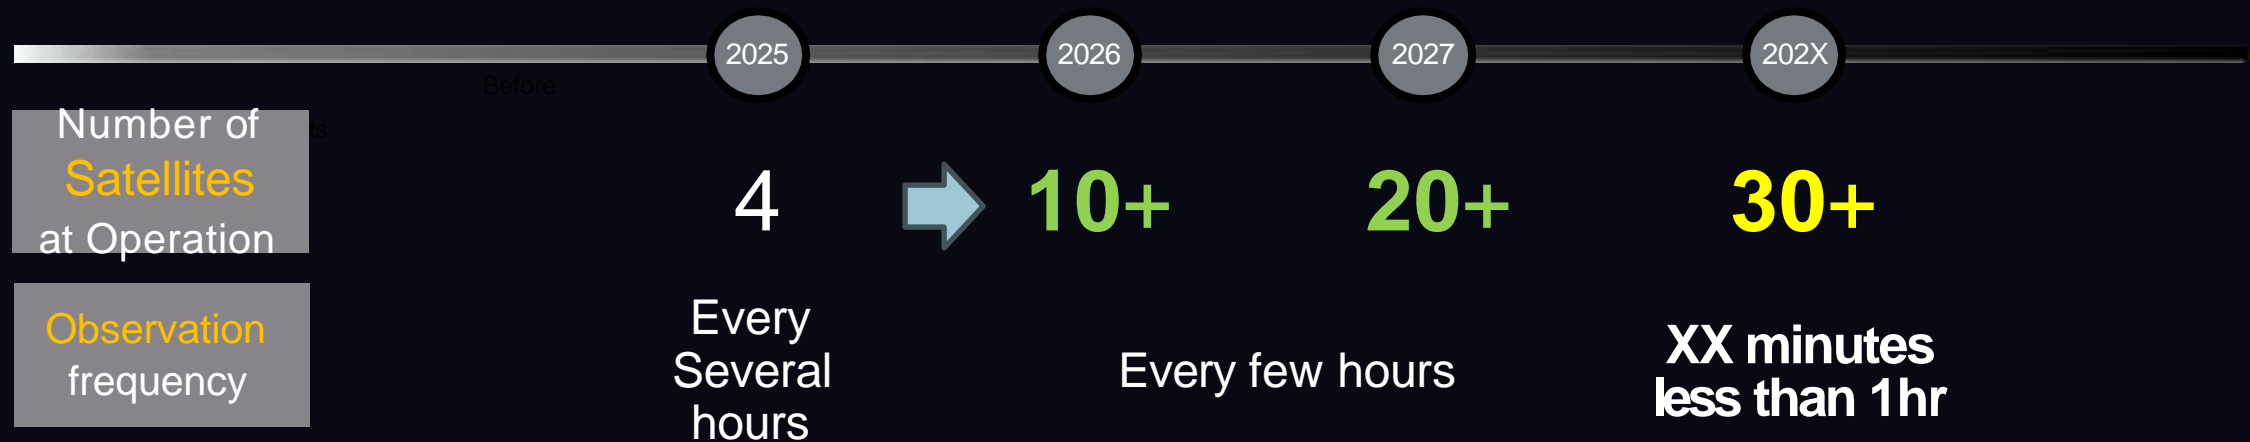 2025
2026
2027
202X
Before
Number of
Satellites
at Operation
4
10+
20+
30+
Observation
frequency
Every
Several
hours
Every few hours
XX minutes
less than 1hr